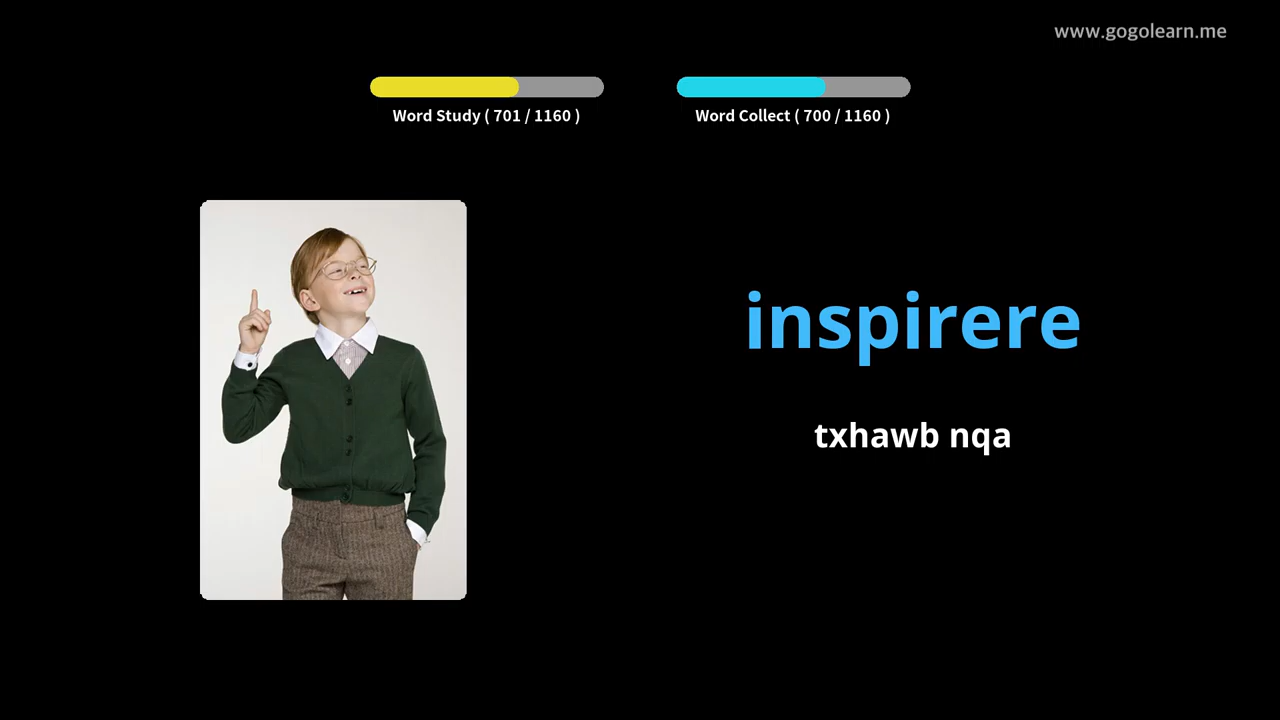 www.gogolearn.me
Word Study ( 701 / 1160 )
Word Collect ( 700 / 1160 )
inspirere
txhawb nqa